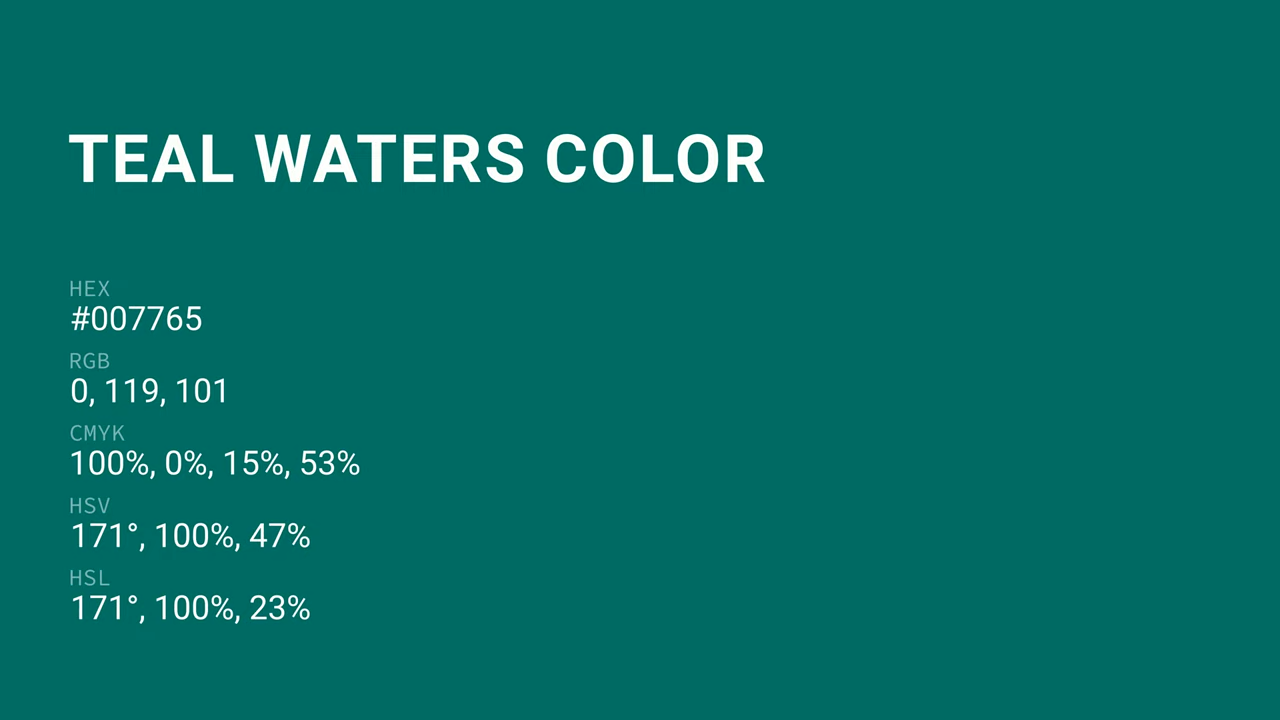 TEAL WATERS COLOR
HEX
#007765
RGB
0, 119, 101
CMYK
100%, 0%, 15%, 53%
HSV
171°, 100%, 47%
HSL
171°, 100%, 23%